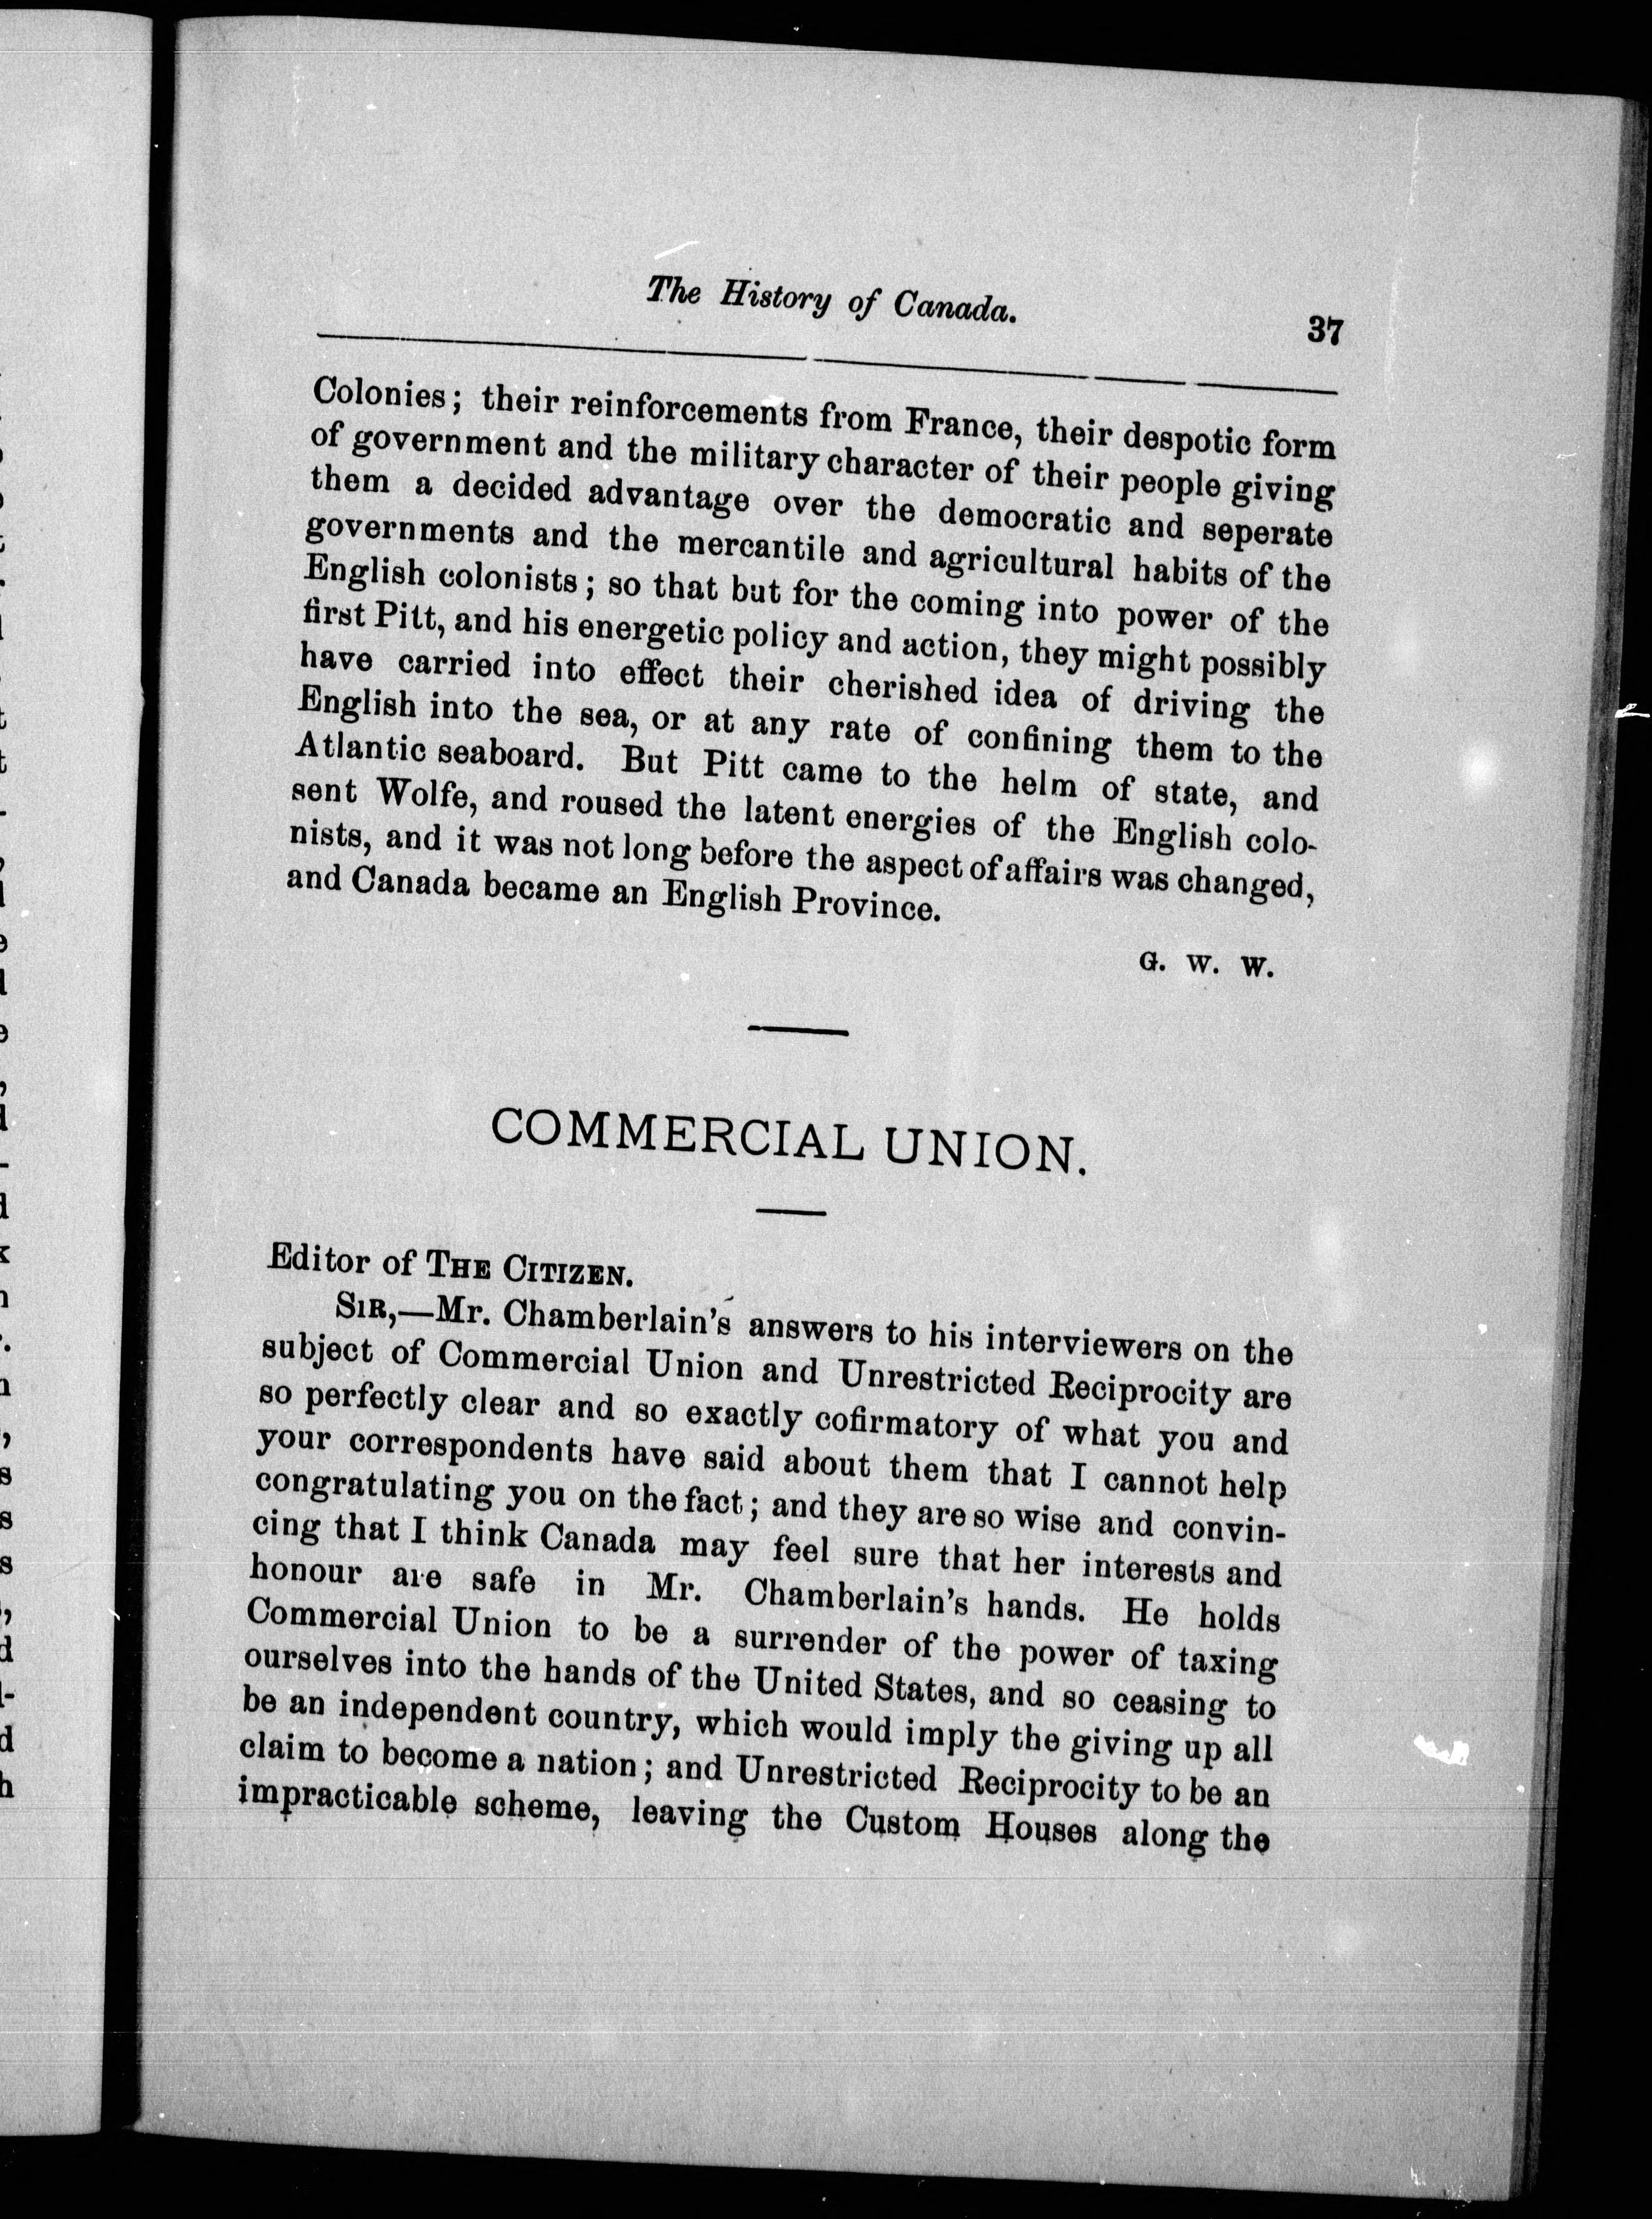 The History of Canada.
37
Colonies; their reinforcements from France, their despotic form
of government and the military character of their people giving
them a decided advantage over the democratic and seperate
governments and the mercantile and agricultural habits of the
English colonists; so that but for the coming into power of the
first Pitt, and his energetic policy and action, they might possibly
have carried into effect their cherished idea of driving the
English into the sea, or at any rate of confining them to the
Atlantic seaboard. But Pitt came to the helm of state, and
sent Wolfe, and roused the latent energies of the English colo-
nists, and it was not long before the aspect of affairs was changed,
and Canada became an English Province.
G. W. W.
COMMERCIAL UNION.
Editor of THE CITIZEN.
SIR,—Mr. Chamberlain's answers to his interviewers on the
subject of Commercial Union and Unrestricted Reciprocity are
so perfectly clear and so exactly cofirmatory of what you and
your correspondents have said about them that I cannot help
congratulating you on the fact; and they are so wise and convin-
cing that I think Canada may feel sure that her interests and
honour are safe in Mr. Chamberlain's hands. He holds
Commercial Union to be a surrender of the power of taxing
ourselves into the hands of the United States, and so ceasing to
be an independent country, which would imply the giving up all
claim to become a nation; and Unrestricted Reciprocity to be an
impracticable scheme, leaving the Custom Houses along the